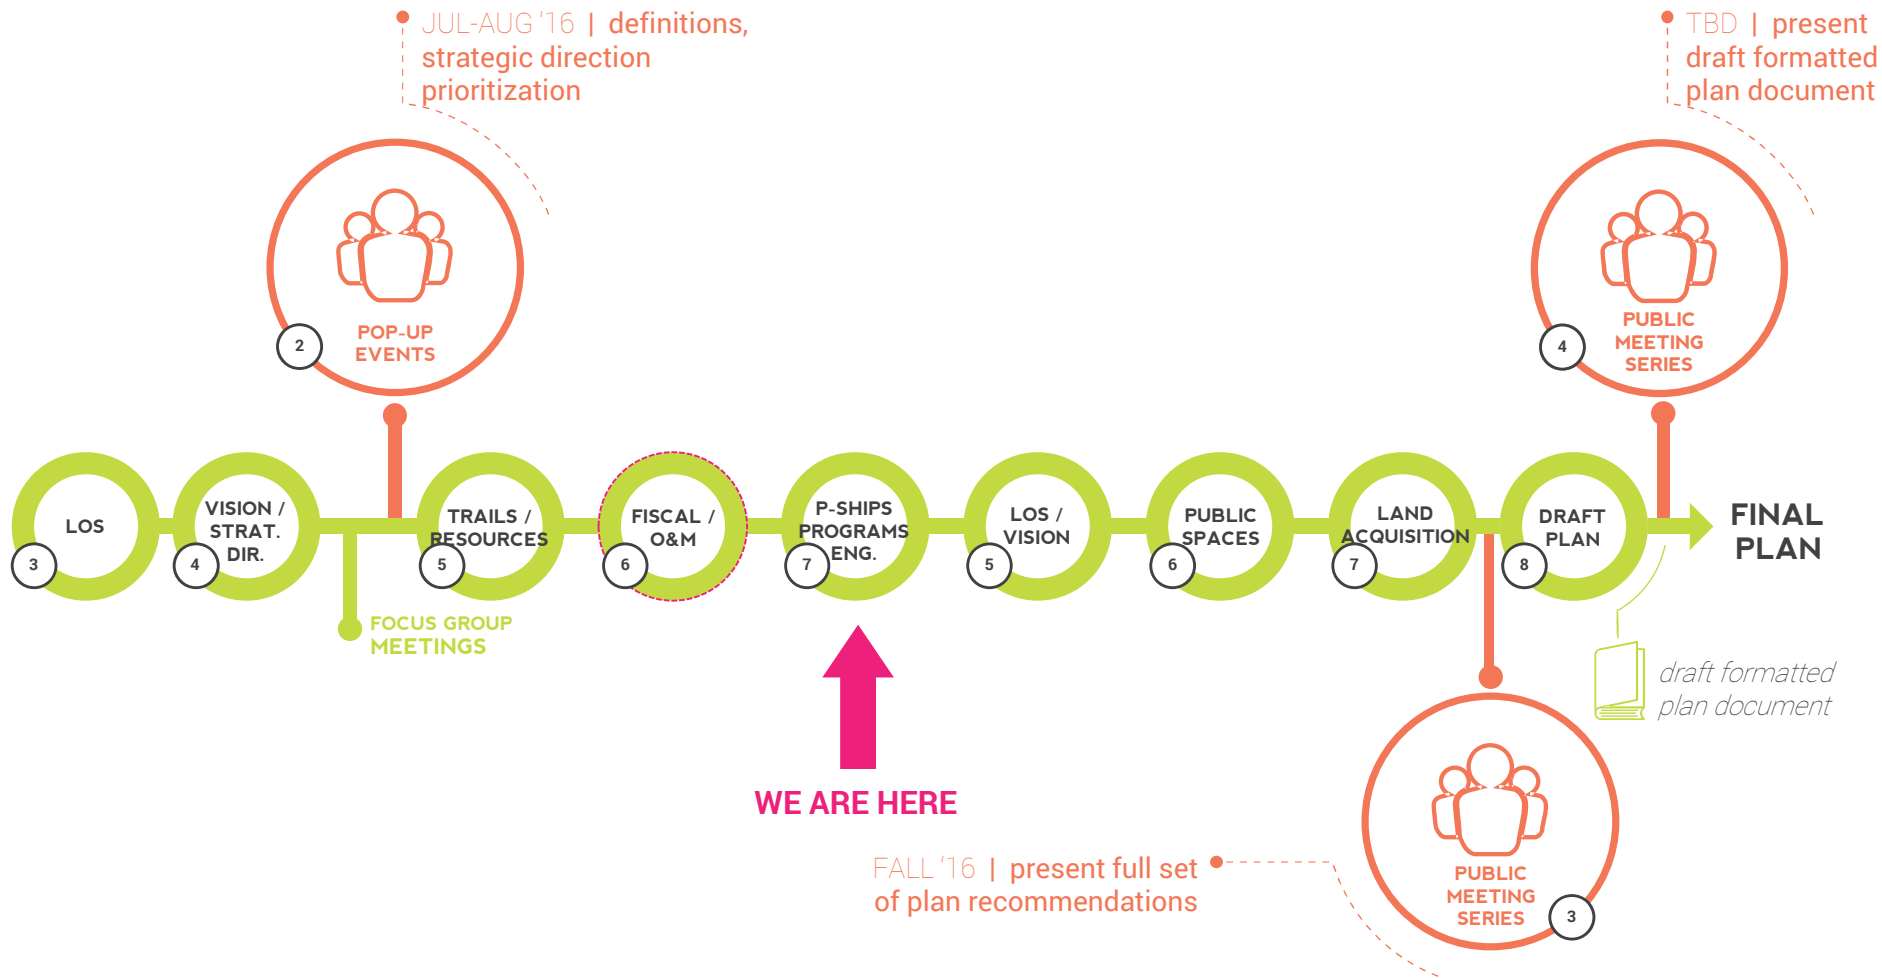 JUL-AUG '16 | definitions,
strategic direction
prioritization
TBD | present
draft formatted
plan document
POP-UP
EVENTS
2
PUBLIC
MEETING
SERIES
4
LOS
3
VISION /
STRAT.
DIR.
4
TRAILS /
RESOURCES
5
FISCAL /
O&M
6
P-SHIPS
PROGRAMS
ENG.
7
LOS /
VISION
5
PUBLIC
SPACES
6
LAND
ACQUISITION
7
DRAFT
PLAN
8
FINAL
PLAN
FOCUS GROUP
MEETINGS
draft formatted
plan document
WE ARE HERE
FALL '16 | present full set
of plan recommendations
PUBLIC
MEETING
SERIES
3